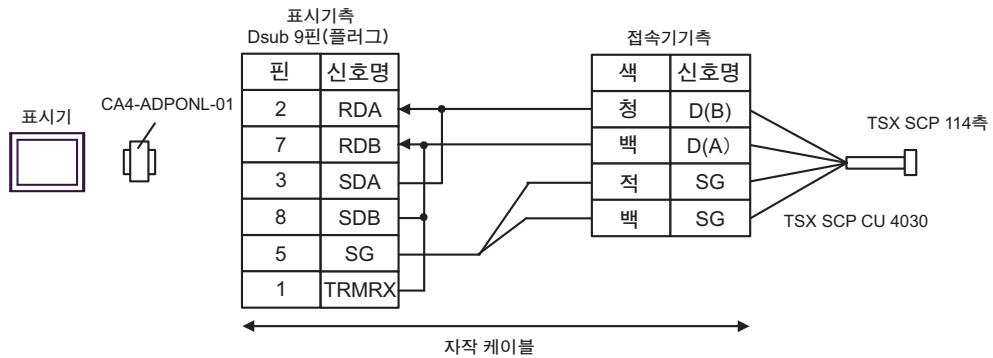 표시기측
Dsub 9핀(플러그)
접속기기측
핀 신호명
색 신호명
표시기
CA4-ADPONL-01
2 RDA
청 D(B)
TSX SCP 114측
7 RDB
백 D(A)
3 SDA
적 SG
8 SDB
백 SG
TSX SCP CU 4030
5 SG
1 TRMRX
자작 케이블